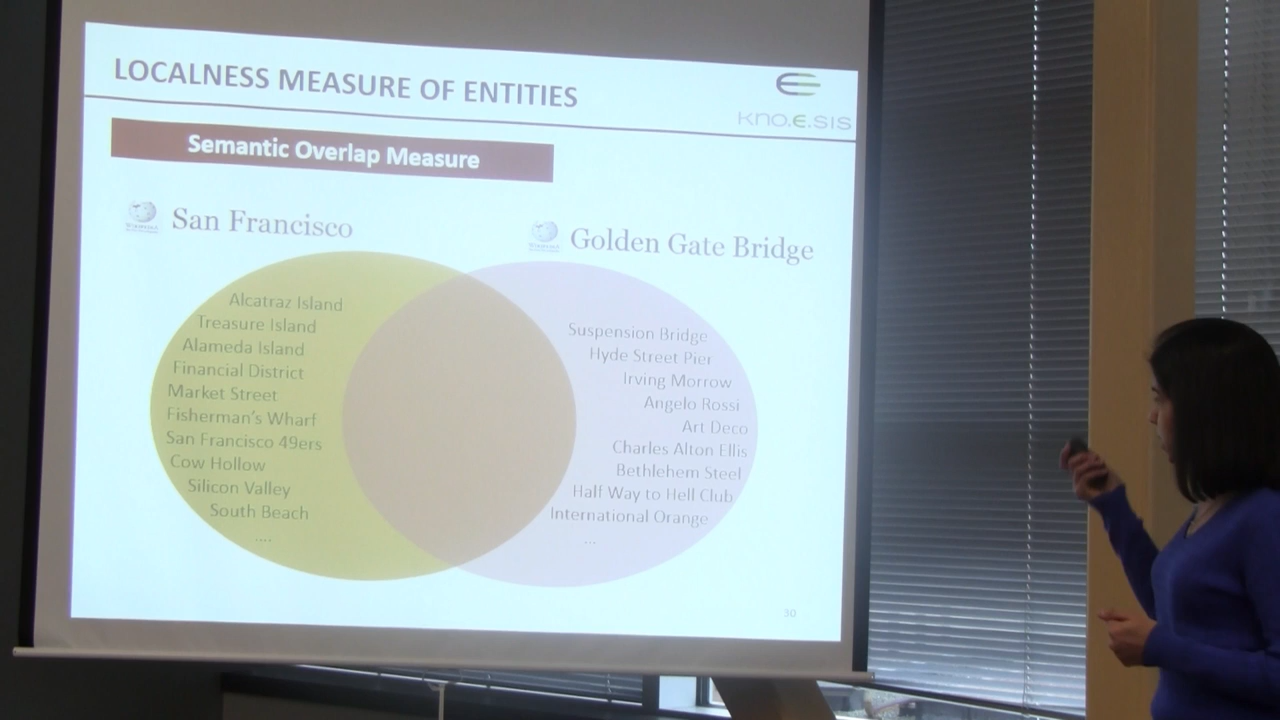 LOCALNESS MEASURE OF ENTITIES
kno.e.sis
Semantic Overlap Measure
San Francisco
Golden Gate Bridge
Alcatraz Island
Treasure Island
Alameda Island
Financial District
Market Street
Fisherman's Wharf
San Francisco 49ers
Cow Hollow
Silicon Valley
South Beach
....
Suspension Bridge
Hyde Street Pier
Irving Morrow
Angelo Rossi
Art Deco
Charles Alton Ellis
Bethlehem Steel
Half Way to Hell Club
International Orange
...
30